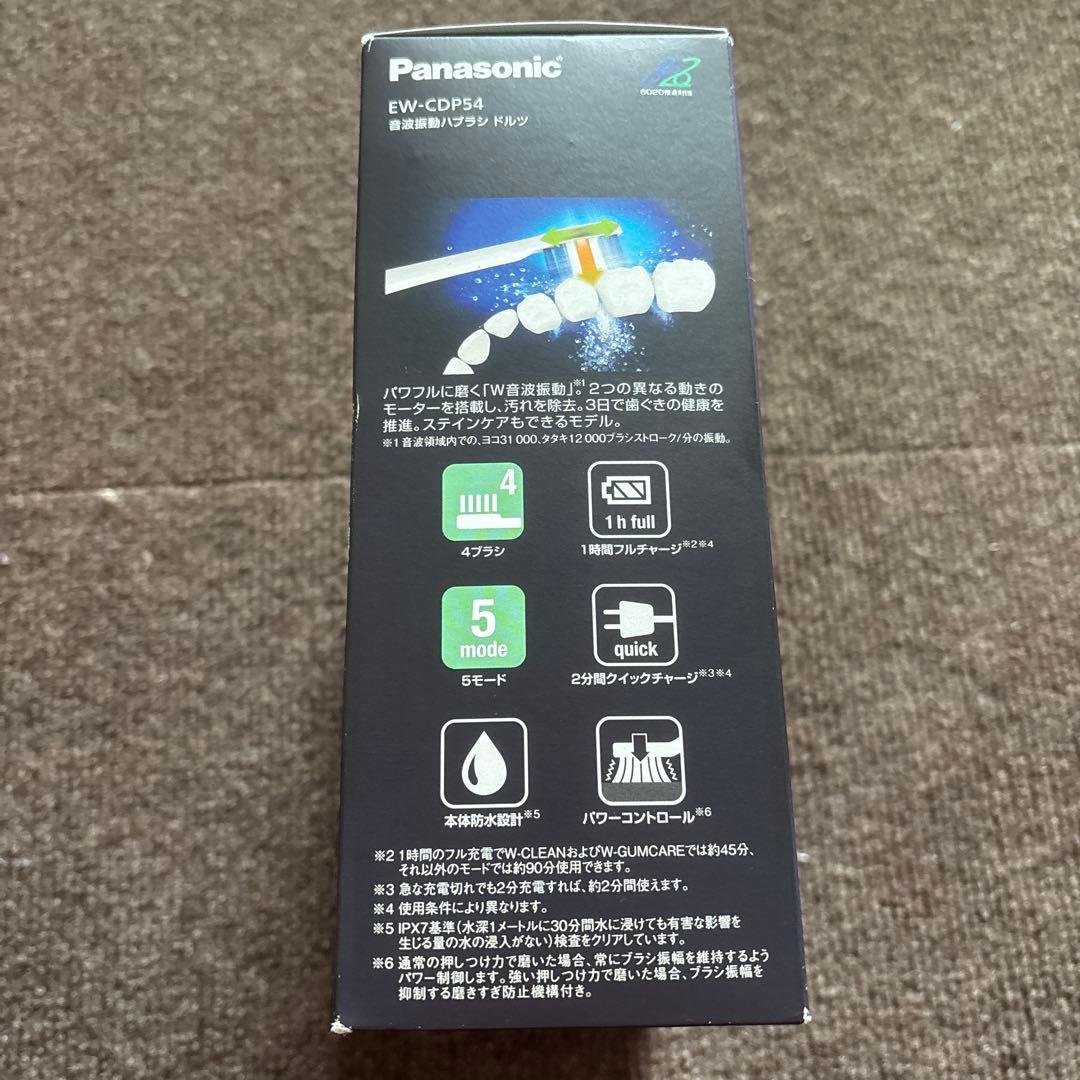 Panasonic
8020推進財団
EW-CDP54
音波振動ハブラシ ドルツ
パワフルに磨く「W音波振動」※1。2つの異なる動きの
モーターを搭載し、汚れを除去。3日で歯ぐきの健康を
推進。ステインケアもできるモデル。
※1 音波領域内での、ヨコ31 000、タタキ12 000ブラシストローク/分の振動。
4
1h full
4ブラシ
1時間フルチャージ※2※4
5
mode
quick
5モード
2分間クイックチャージ※3※4
本体防水設計※5
パワーコントロール※6
※2 1時間のフル充電でW-CLEANおよびW-GUMCAREでは約45分、
それ以外のモードでは約90分使用できます。
※3 急な充電切れでも2分充電すれば、約2分間使えます。
※4 使用条件により異なります。
※5 IPX7基準(水深1メートルに30分間水に浸けても有害な影響を
生じる量の水の浸入がない)検査をクリアしています。
※6 通常の押しつけ力で磨いた場合、常にブラシ振幅を維持するよう
パワー制御します。強い押しつけ力で磨いた場合、ブラシ振幅を
抑制する磨きすぎ防止機構付き。